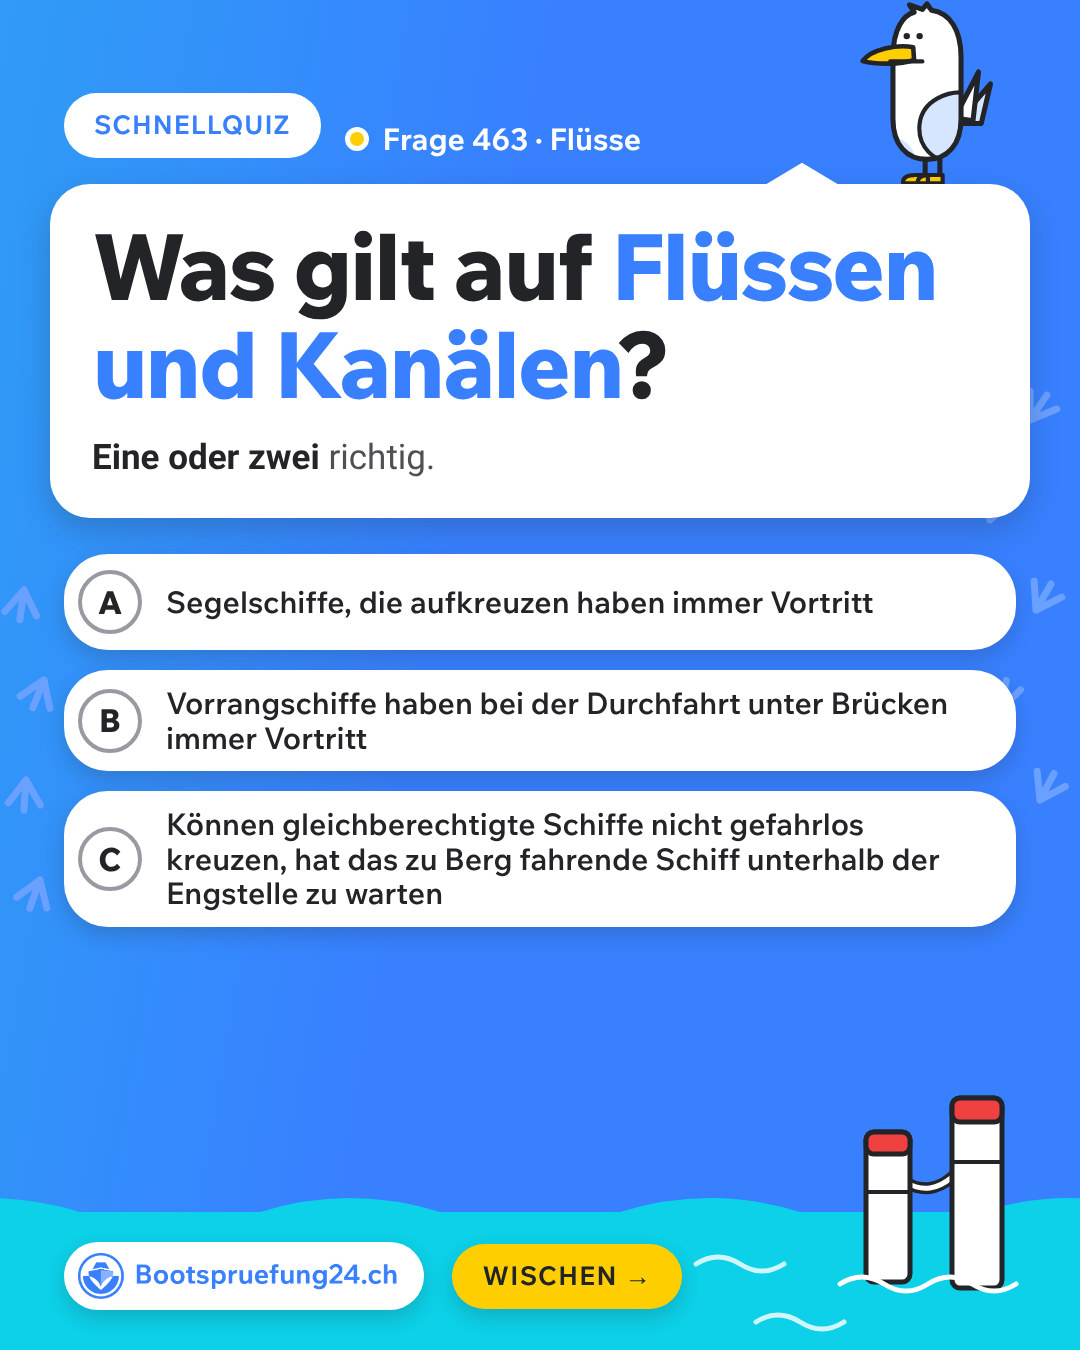 SCHNELLQUIZ
Frage 463 · Flüsse
Was gilt auf Flüssen
und Kanälen?
Eine oder zwei richtig.
A
Segelschiffe, die aufkreuzen haben immer Vortritt
B
Vorrangschiffe haben bei der Durchfahrt unter Brücken
immer Vortritt
C
Können gleichberechtigte Schiffe nicht gefahrlos
kreuzen, hat das zu Berg fahrende Schiff unterhalb der
Engstelle zu warten
Bootspruefung24.ch
WISCHEN →